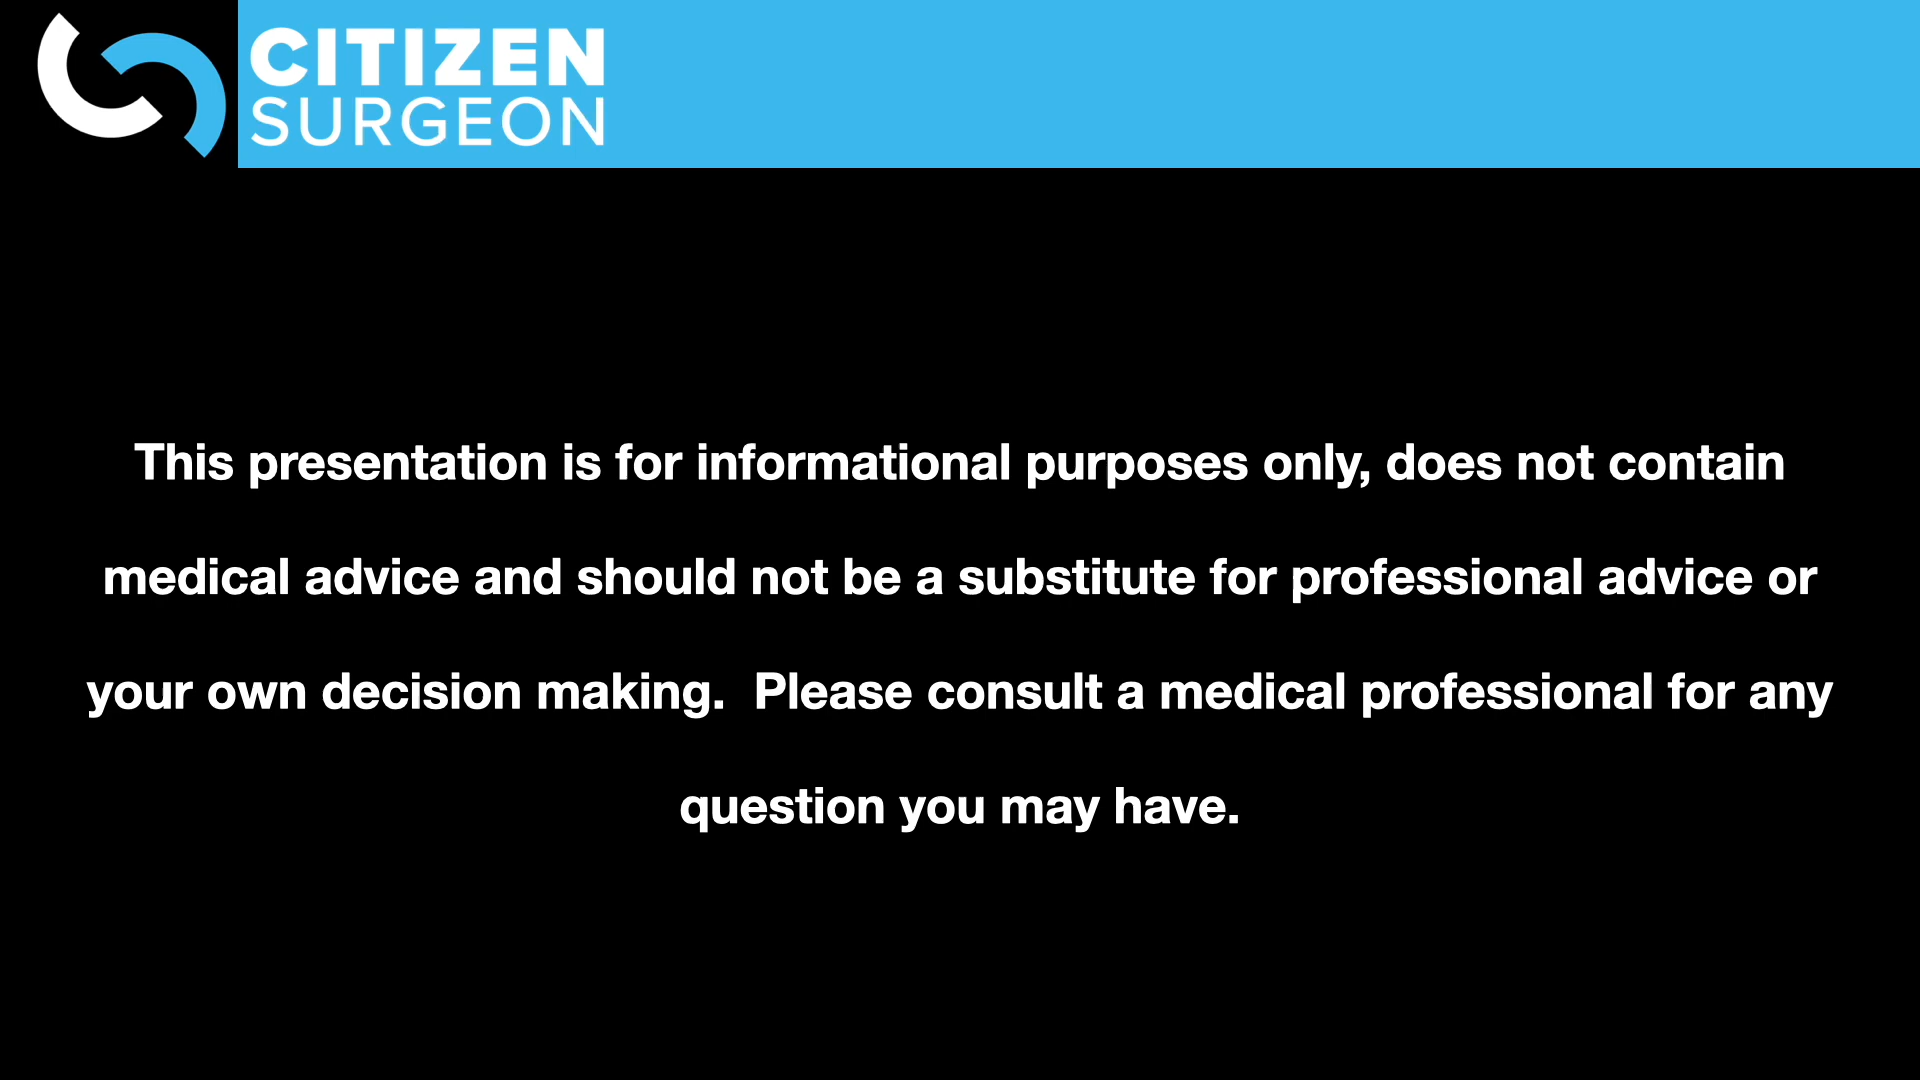 CITIZEN
SURGEON
This presentation is for informational purposes only, does not contain
medical advice and should not be a substitute for professional advice or
your own decision making.  Please consult a medical professional for any
question you may have.